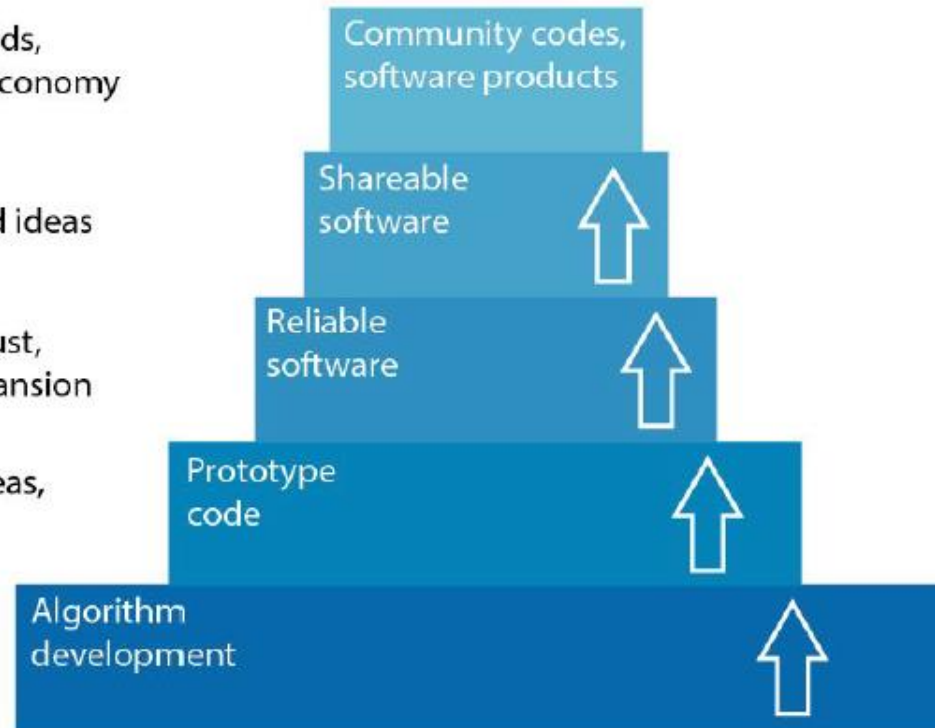 ds,
conomy
Community codes,
software products
Shareable
software
d ideas
Reliable
software
ust,
ansion
Prototype
code
eas,
Algorithm
development